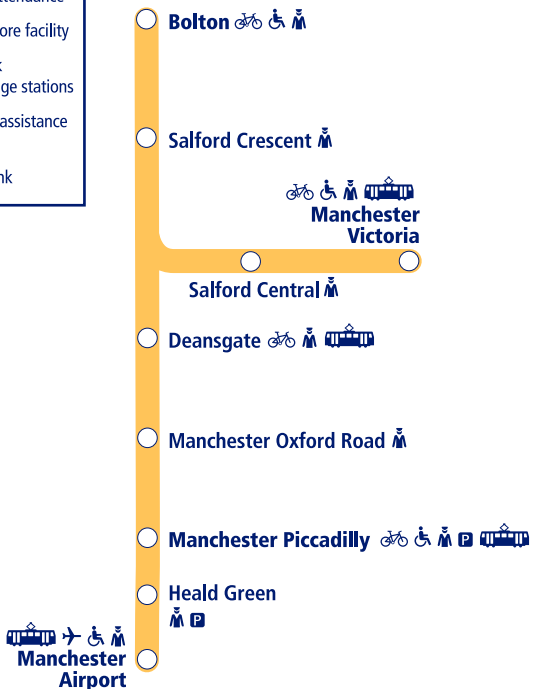 ttendance
ore facility
ge stations
assistance
nk
Bolton
Salford Crescent
Manchester
Victoria
Salford Central
Deansgate
Manchester Oxford Road
Manchester Piccadilly
P
Heald Green
P
Manchester
Airport